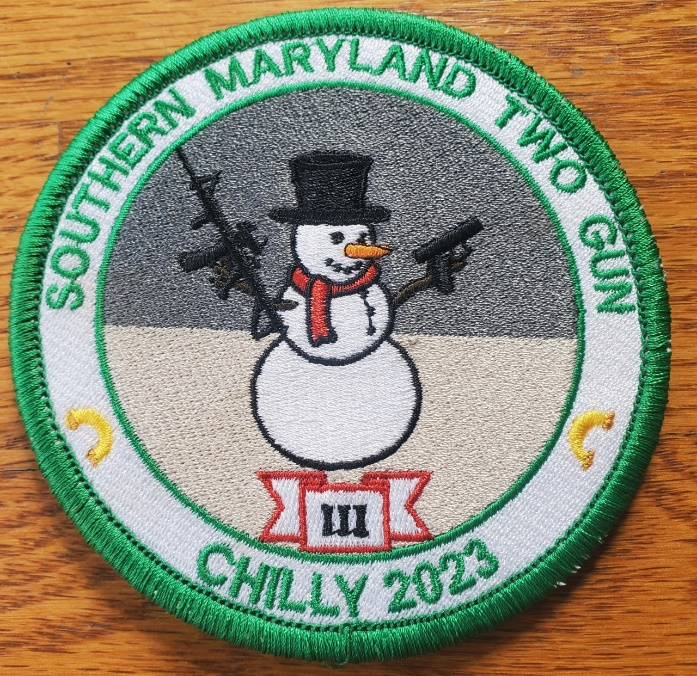 SOUTHERN MARYLAND TWO GUN
III
CHILLY 2023